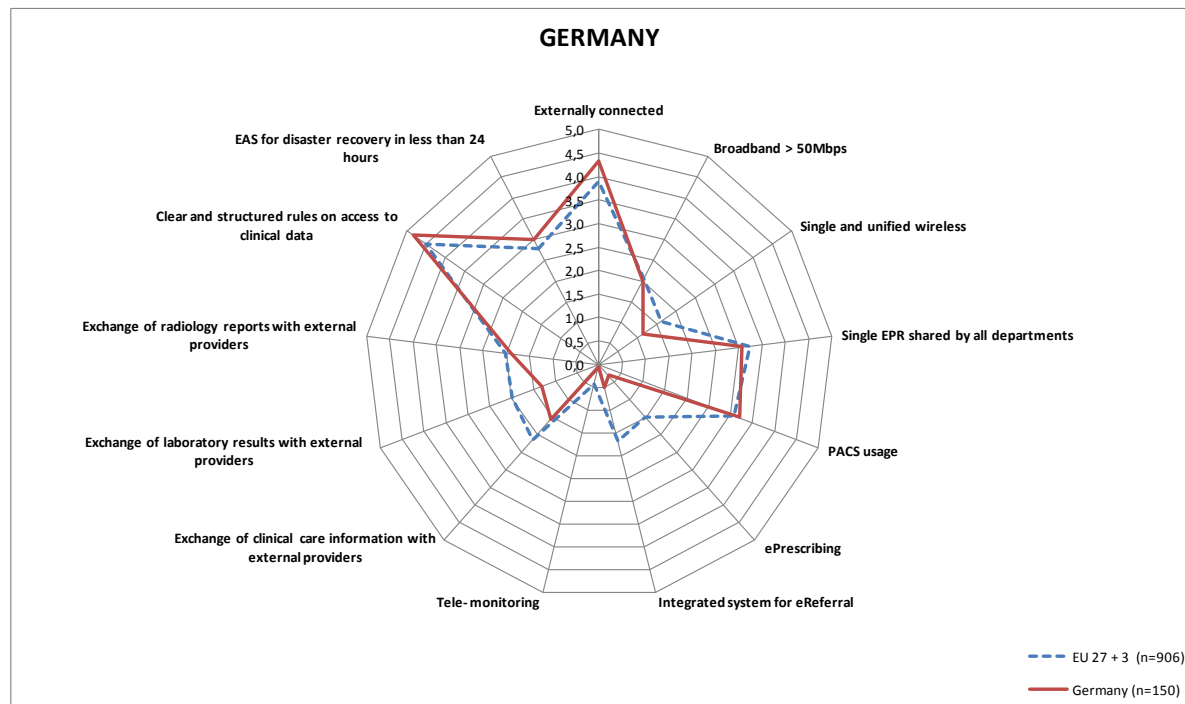 GERMANY
Externally connected
Broadband > 50Mbps
Single and unified wireless
Single EPR shared by all departments
PACS usage
ePrescribing
Integrated system for eReferral
Tele- monitoring
Exchange of clinical care information with
external providers
Exchange of laboratory results with external
providers
Exchange of radiology reports with external
providers
Clear and structured rules on access to
clinical data
EAS for disaster recovery in less than 24
hours
5,0
4,5
4,0
3,5
3,0
2,5
2,0
1,5
1,0
0,5
0,0
EU 27 + 3 (n=906)
Germany (n=150)